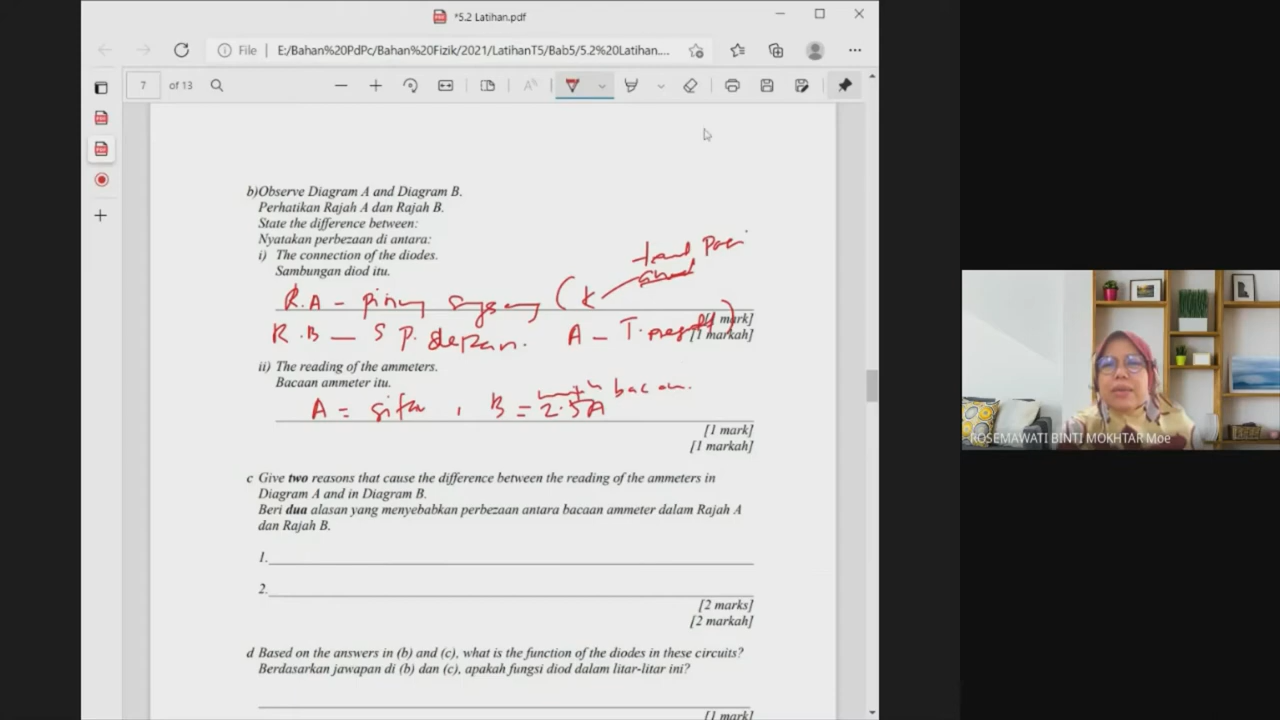 *5.2 Latihan.pdf
File E:/Bahan%20PdPc/Bahan%20Fizik/2021/LatihanT5/Bab5/5.2%20Latihan....
7 of 13
b)Observe Diagram A and Diagram B.
Perhatikan Rajah A dan Rajah B.
State the difference between:
Nyatakan perbezaan di antara:
i) The connection of the diodes.
Sambungan diod itu.
R.A -
[1 mark]
R.B — S P. depan. A - T.
[1 markah]
ii) The reading of the ammeters.
Bacaan ammeter itu.
bacaan.
A = sifar , B = 2.5A
[1 mark]
[1 markah]
c Give two reasons that cause the difference between the reading of the ammeters in
Diagram A and in Diagram B.
Beri dua alasan yang menyebabkan perbezaan antara bacaan ammeter dalam Rajah A
dan Rajah B.
1.
2.
[2 marks]
[2 markah]
d Based on the answers in (b) and (c), what is the function of the diodes in these circuits?
Berdasarkan jawapan di (b) dan (c), apakah fungsi diod dalam litar-litar ini?
[1 mark]
ROSEMAWATI BINTI MOKHTAR Moe